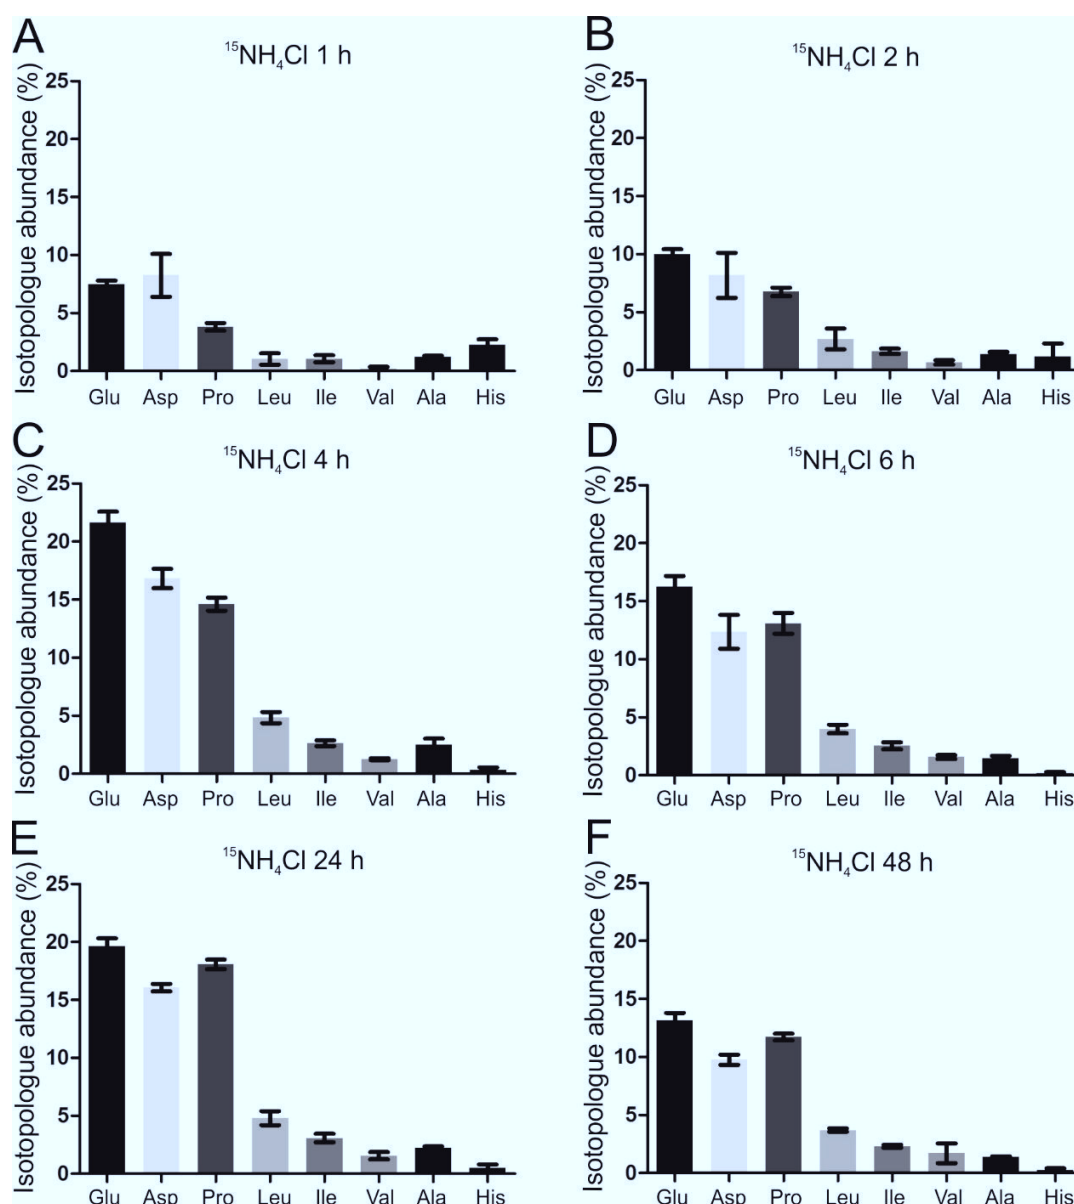 A
¹⁵NH₄Cl 1 h
Isotopologue abundance (%)
25
20
15
10
5
0
Glu Asp Pro Leu Ile Val Ala His
B
¹⁵NH₄Cl 2 h
Isotopologue abundance (%)
25
20
15
10
5
0
Glu Asp Pro Leu Ile Val Ala His
C
¹⁵NH₄Cl 4 h
Isotopologue abundance (%)
25
20
15
10
5
0
Glu Asp Pro Leu Ile Val Ala His
D
¹⁵NH₄Cl 6 h
Isotopologue abundance (%)
25
20
15
10
5
0
Glu Asp Pro Leu Ile Val Ala His
E
¹⁵NH₄Cl 24 h
Isotopologue abundance (%)
25
20
15
10
5
0
Glu Asp Pro Leu Ile Val Ala His
F
¹⁵NH₄Cl 48 h
Isotopologue abundance (%)
25
20
15
10
5
0
Glu Asp Pro Leu Ile Val Ala His